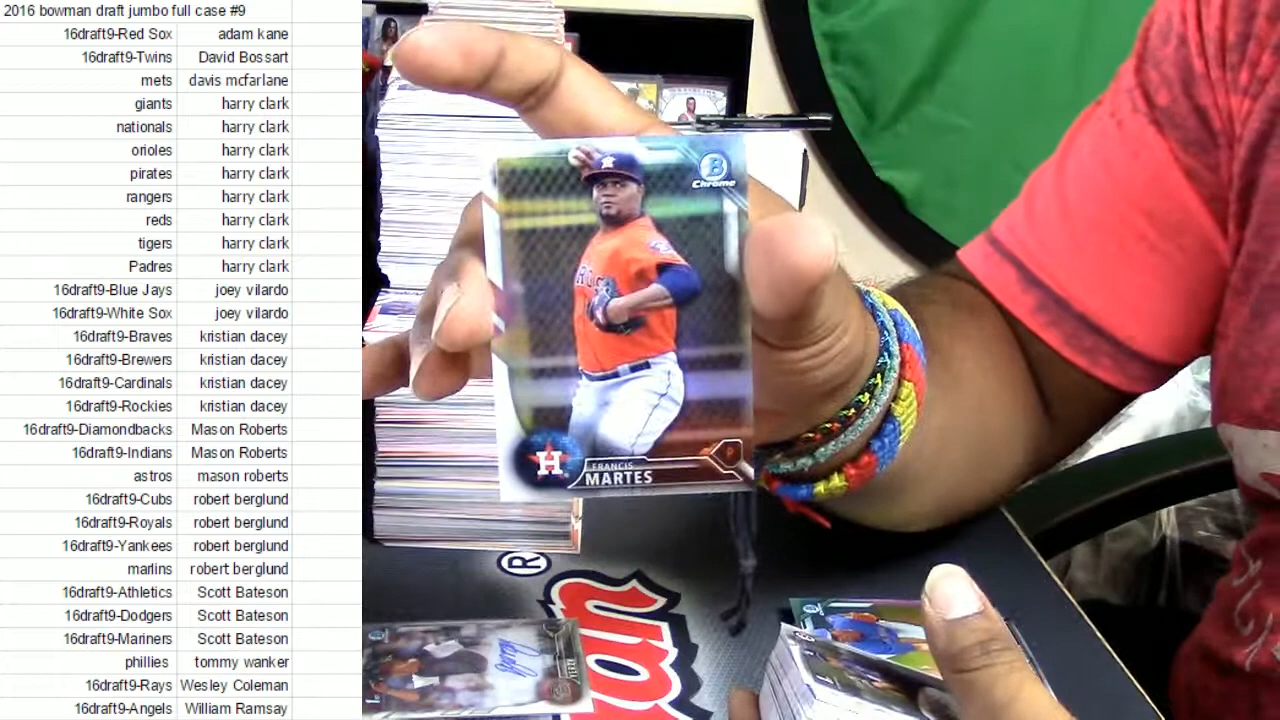 2016 bowman draft jumbo full case #9
16draft9-Red Sox adam kane
16draft9-Twins David Bossart
mets davis mcfarlane
giants harry clark
nationals harry clark
orioles harry clark
pirates harry clark
rangers harry clark
reds harry clark
tigers harry clark
Padres harry clark
16draft9-Blue Jays joey vilardo
16draft9-White Sox joey vilardo
16draft9-Braves kristian dacey
16draft9-Brewers kristian dacey
16draft9-Cardinals kristian dacey
16draft9-Rockies kristian dacey
16draft9-Diamondbacks Mason Roberts
16draft9-Indians Mason Roberts
astros mason roberts
16draft9-Cubs robert berglund
16draft9-Royals robert berglund
16draft9-Yankees robert berglund
marlins robert berglund
16draft9-Athletics Scott Bateson
16draft9-Dodgers Scott Bateson
16draft9-Mariners Scott Bateson
phillies tommy wanker
16draft9-Rays Wesley Coleman
16draft9-Angels William Ramsay
B
Chrome
H
FRANCIS
MARTES
P
®